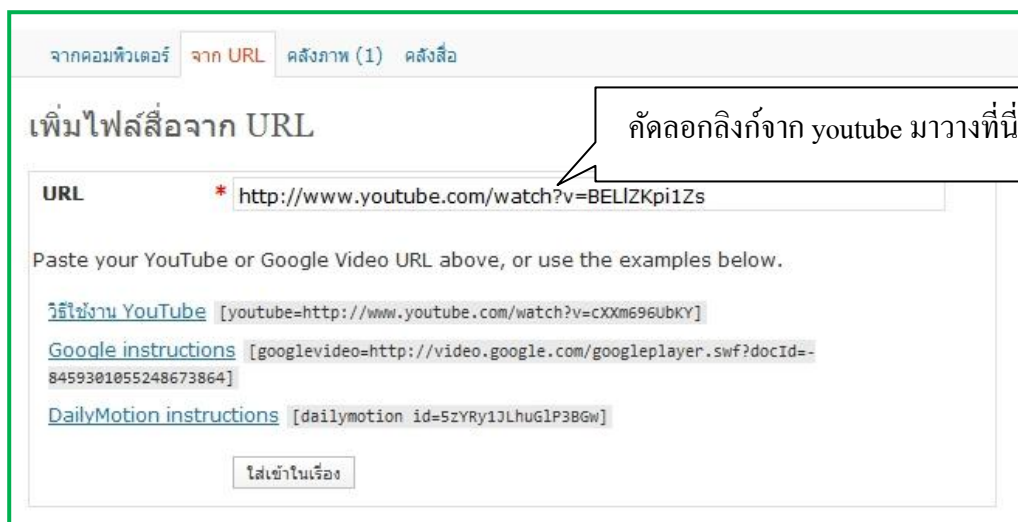 จากคอมพิวเตอร์ จาก URL คลังภาพ (1) คลังสื่อ
เพิ่มไฟล์สื่อจาก URL
คัดลอกลิงก์จาก youtube มาวางที่นี่
URL * http://www.youtube.com/watch?v=BELlZKpi1Zs
Paste your YouTube or Google Video URL above, or use the examples below.
วิธีใช้งาน YouTube [youtube=http://www.youtube.com/watch?v=cXXm696UbKY]
Google instructions [googlevideo=http://video.google.com/googleplayer.swf?docId=-
8459301055248673864]
DailyMotion instructions [dailymotion id=5zYRy1JLhuGlP3BGw]
ใส่เข้าในเรื่อง